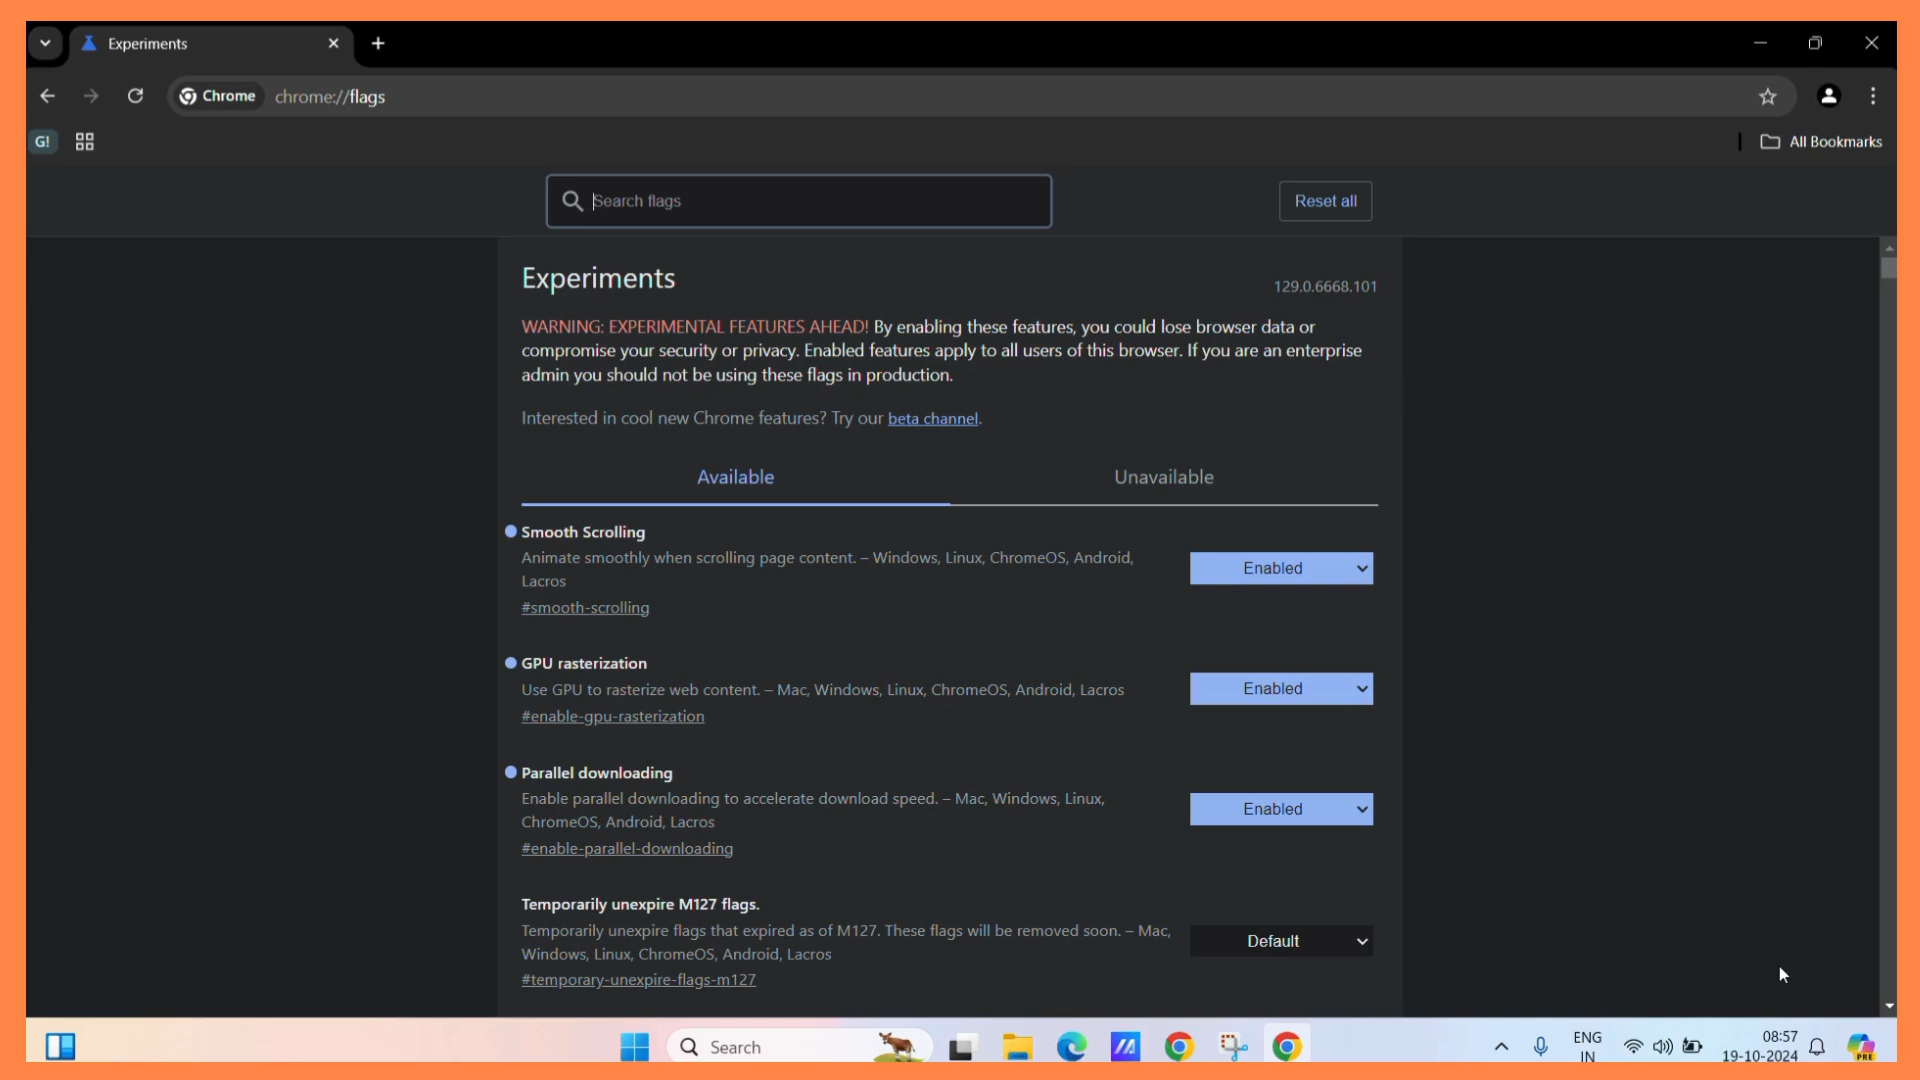 Experiments
Chrome chrome://flags
G!
All Bookmarks
Search flags
Reset all
Experiments
129.0.6668.101
WARNING: EXPERIMENTAL FEATURES AHEAD! By enabling these features, you could lose browser data or
compromise your security or privacy. Enabled features apply to all users of this browser. If you are an enterprise
admin you should not be using these flags in production.
Interested in cool new Chrome features? Try our beta channel.
Available
Unavailable
Smooth Scrolling
Animate smoothly when scrolling page content. – Windows, Linux, ChromeOS, Android,
Lacros
#smooth-scrolling
Enabled
GPU rasterization
Use GPU to rasterize web content. – Mac, Windows, Linux, ChromeOS, Android, Lacros
#enable-gpu-rasterization
Enabled
Parallel downloading
Enable parallel downloading to accelerate download speed. – Mac, Windows, Linux,
ChromeOS, Android, Lacros
#enable-parallel-downloading
Enabled
Temporarily unexpire M127 flags.
Temporarily unexpire flags that expired as of M127. These flags will be removed soon. – Mac,
Windows, Linux, ChromeOS, Android, Lacros
#temporary-unexpire-flags-m127
Default
Search
ENG
IN
08:57
19-10-2024
PRE